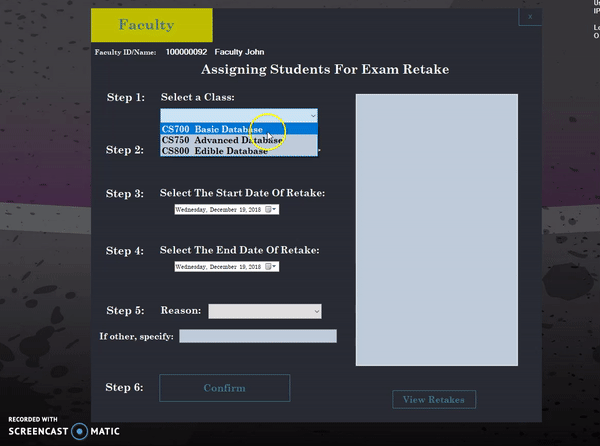 Faculty
x
Faculty ID/Name: 100000092 Faculty John
Assigning Students For Exam Retake
Step 1: Select a Class:
CS700 Basic Database
CS750 Advanced Database
CS800 Edible Database
Step 2:
Step 3: Select The Start Date Of Retake:
Wednesday, December 19, 2018
Step 4: Select The End Date Of Retake:
Wednesday, December 19, 2018
Step 5: Reason:
If other, specify:
Step 6: Confirm
View Retakes
RECORDED WITH
SCREENCAST MATIC